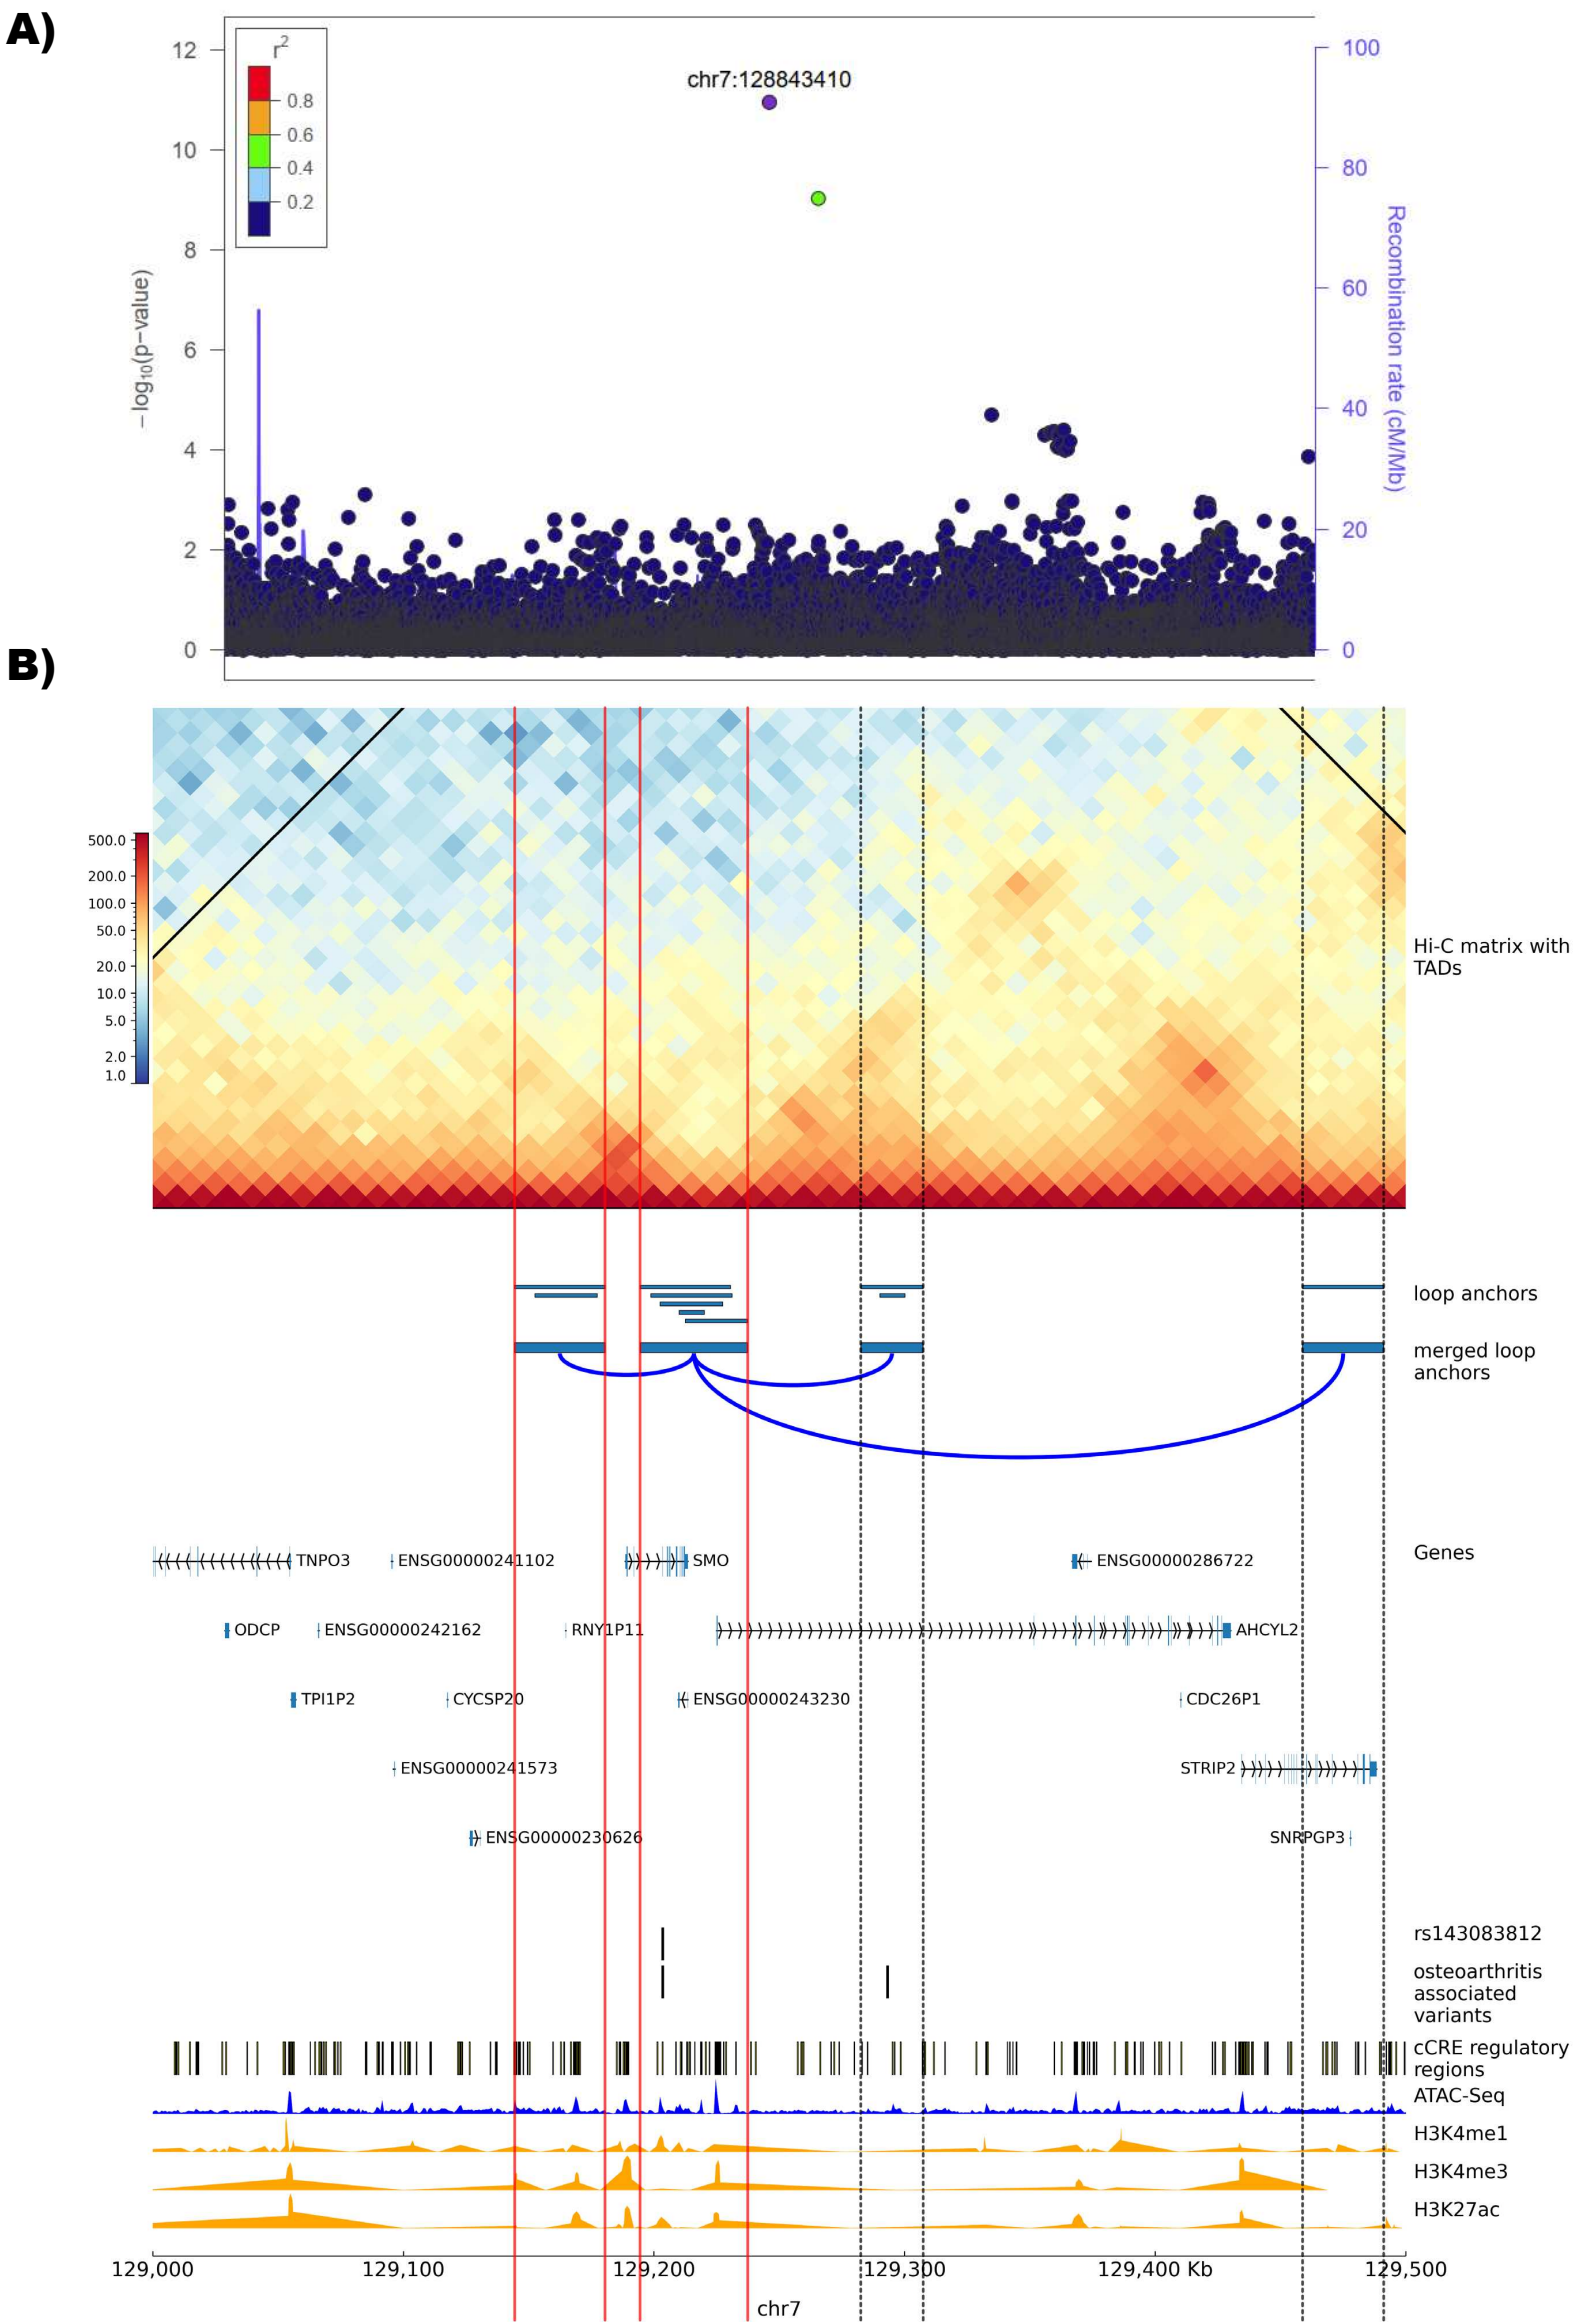 A)
r2
0.8
0.6
0.4
0.2
chr7:128843410
12
10
8
6
4
2
0
−log10(p−value)
100
80
60
40
20
0
Recombination rate (cM/Mb)
B)
500.0
200.0
100.0
50.0
20.0
10.0
5.0
2.0
1.0
Hi-C matrix with
TADs
loop anchors
merged loop
anchors
Genes
TNPO3
ENSG00000241102
SMO
ENSG00000286722
ODCP
ENSG00000242162
RNY1P11
AHCYL2
TPI1P2
CYCSP20
ENSG00000243230
CDC26P1
ENSG00000241573
STRIP2
ENSG00000230626
SNRPGP3
rs143083812
osteoarthritis
associated
variants
cCRE regulatory
regions
ATAC-Seq
H3K4me1
H3K4me3
H3K27ac
129,000
129,100
129,200
129,300
129,400 Kb
129,500
chr7